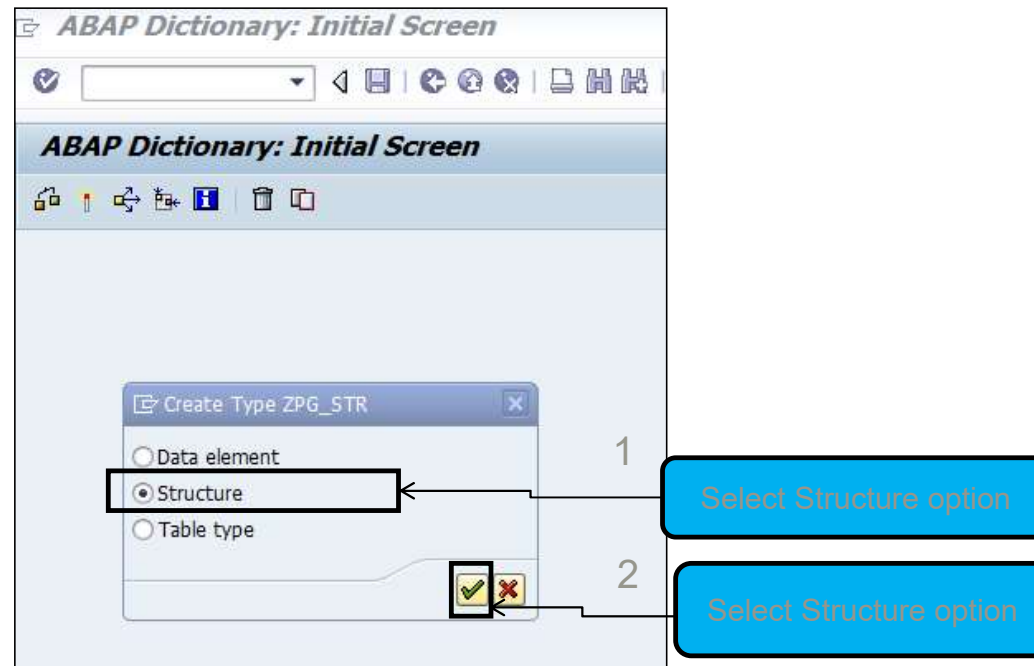 ABAP Dictionary: Initial Screen
ABAP Dictionary: Initial Screen
Create Type ZPG_STR
Data element
Structure
Table type
1
Select Structure option
2
Select Structure option